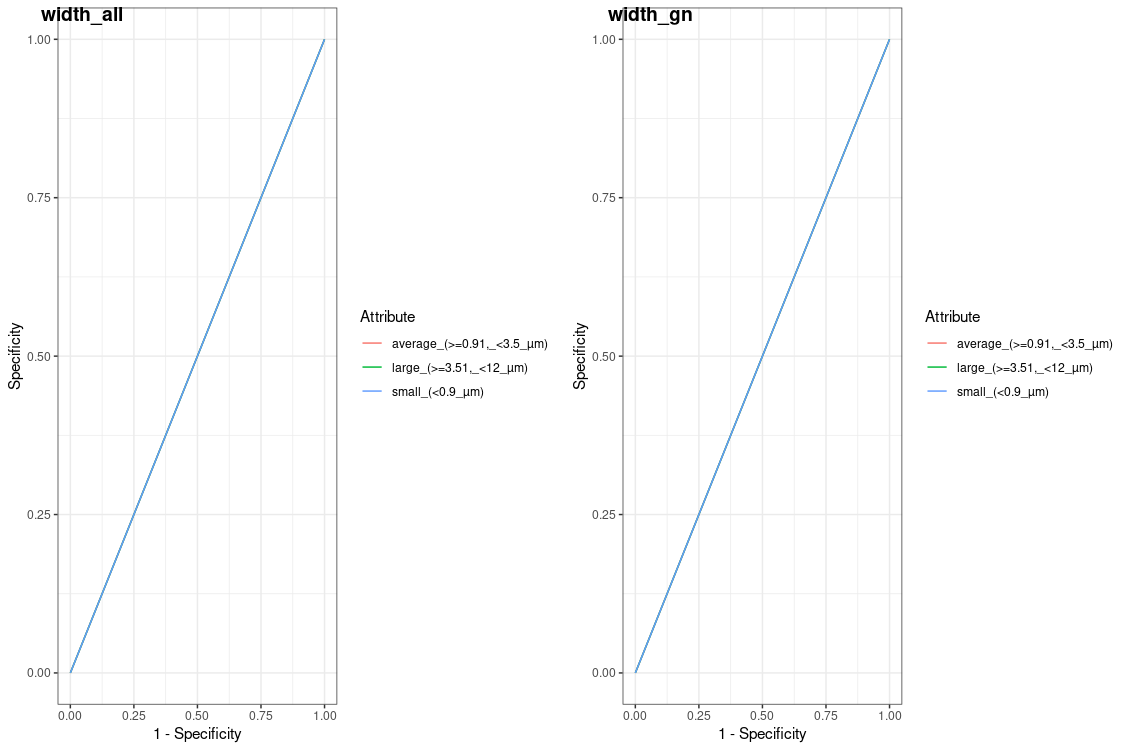 width_all
1.00
0.75
0.50
0.25
0.00
Specificity
0.00 0.25 0.50 0.75 1.00
1 - Specificity
Attribute
average_(>=0.91,_<3.5_µm)
large_(>=3.51,_<12_µm)
small_(<0.9_µm)
width_gn
1.00
0.75
0.50
0.25
0.00
Specificity
0.00 0.25 0.50 0.75 1.00
1 - Specificity
Attribute
average_(>=0.91,_<3.5_µm)
large_(>=3.51,_<12_µm)
small_(<0.9_µm)